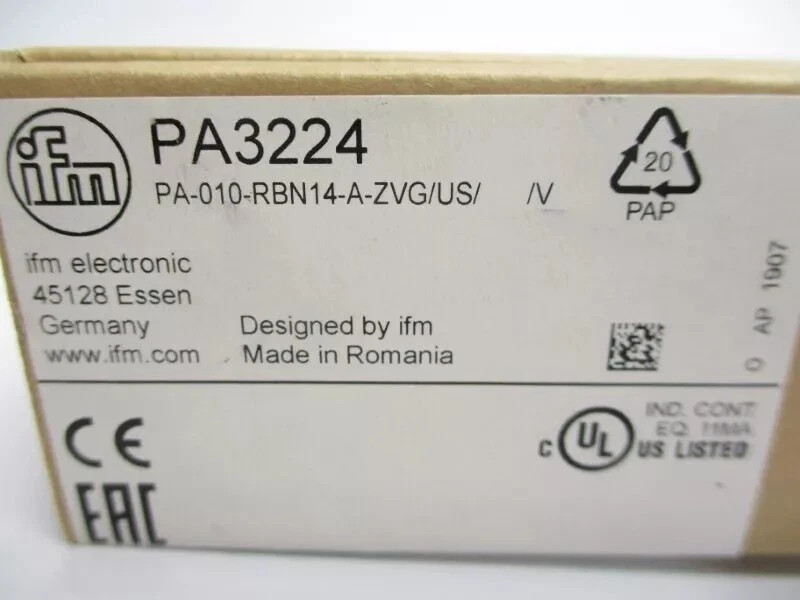 ifm
PA3224
PA-010-RBN14-A-ZVG/US/ /V
20
PAP
ifm electronic
45128 Essen
Germany
www.ifm.com
Designed by ifm
Made in Romania
O AP 1907
CE
EAC
C UL US LISTED
IND. CONT.
EQ. 11MA